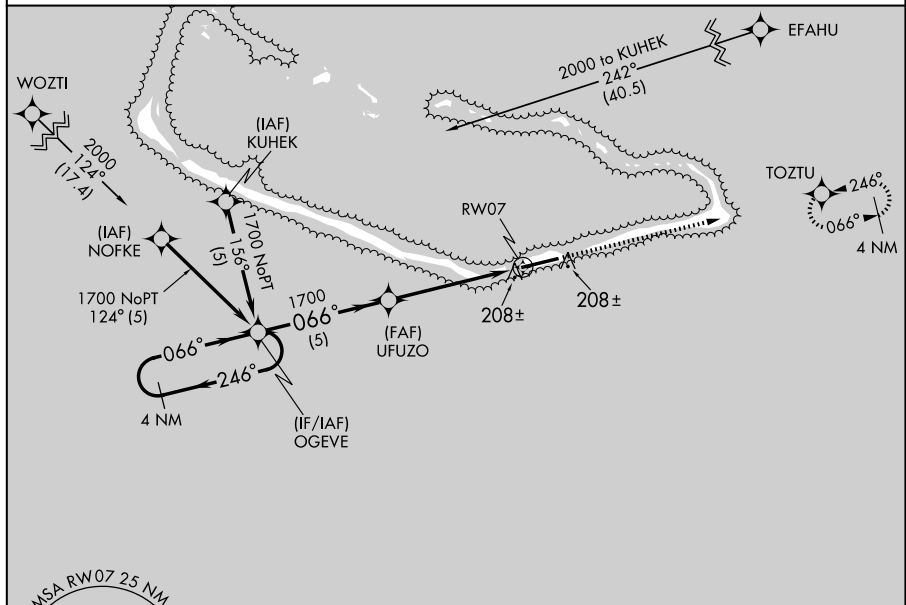 EFAHU
2000 to KUHEK
242°
(40.5)
WOZTI
2000
124°
(17.4)
(IAF)
KUHEK
TOZTU
246°
066°
4 NM
RW07
(IAF)
NOFKE
1700 NoPT
156°
(5)
1700 NoPT
124° (5)
1700
066°
(5)
208±
208±
(FAF)
UFUZO
066°
246°
4 NM
(IF/IAF)
OGEVE
MSA RW07 25 NM